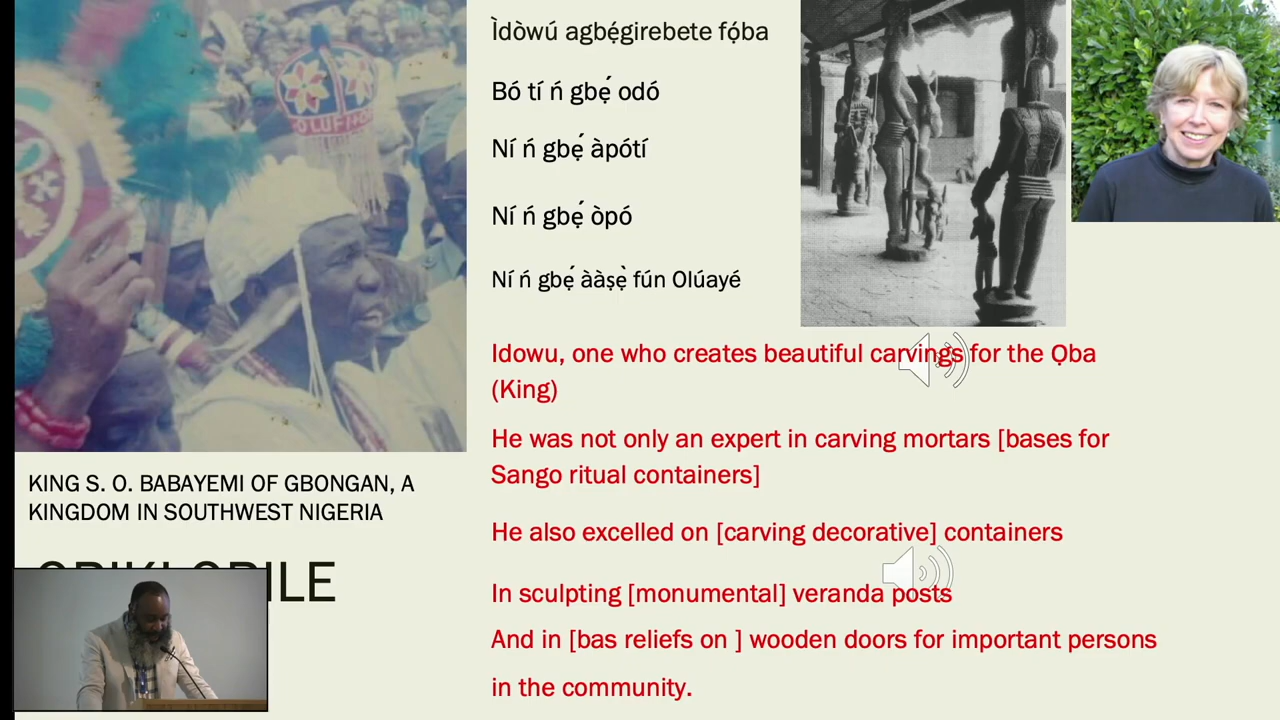 OLUF
KING S. O. BABAYEMI OF GBONGAN, A
KINGDOM IN SOUTHWEST NIGERIA
Ìdòwú agbẹ́girebete fọ́ba
Bó tí ń gbẹ́ odó
Ní ń gbẹ́ àpótí
Ní ń gbẹ́ òpó
Ní ń gbẹ́ ààṣẹ̀ fún Olúayé
Idowu, one who creates beautiful carvings for the Ọba
(King)
He was not only an expert in carving mortars [bases for
Sango ritual containers]
He also excelled on [carving decorative] containers
In sculpting [monumental] veranda posts
And in [bas reliefs on ] wooden doors for important persons
in the community.